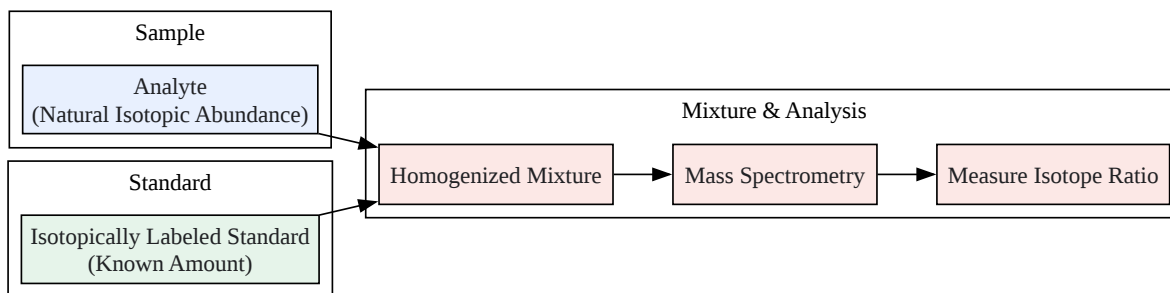 Sample
Analyte
(Natural Isotopic Abundance)
Standard
Isotopically Labeled Standard
(Known Amount)
Mixture & Analysis
Homogenized Mixture
Mass Spectrometry
Measure Isotope Ratio